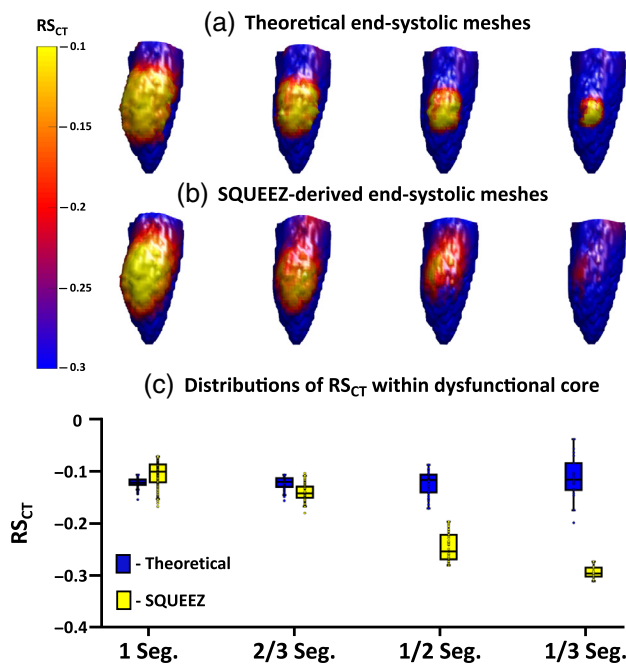 (a) Theoretical end-systolic meshes
RS_CT
– 0.1
– 0.15
– 0.2
– 0.25
– 0.3
(b) SQUEEZ-derived end-systolic meshes
(c) Distributions of RS_CT within dysfunctional core
RS_CT
0
−0.1
−0.2
−0.3
−0.4
- Theoretical
- SQUEEZ
1 Seg. 2/3 Seg. 1/2 Seg. 1/3 Seg.